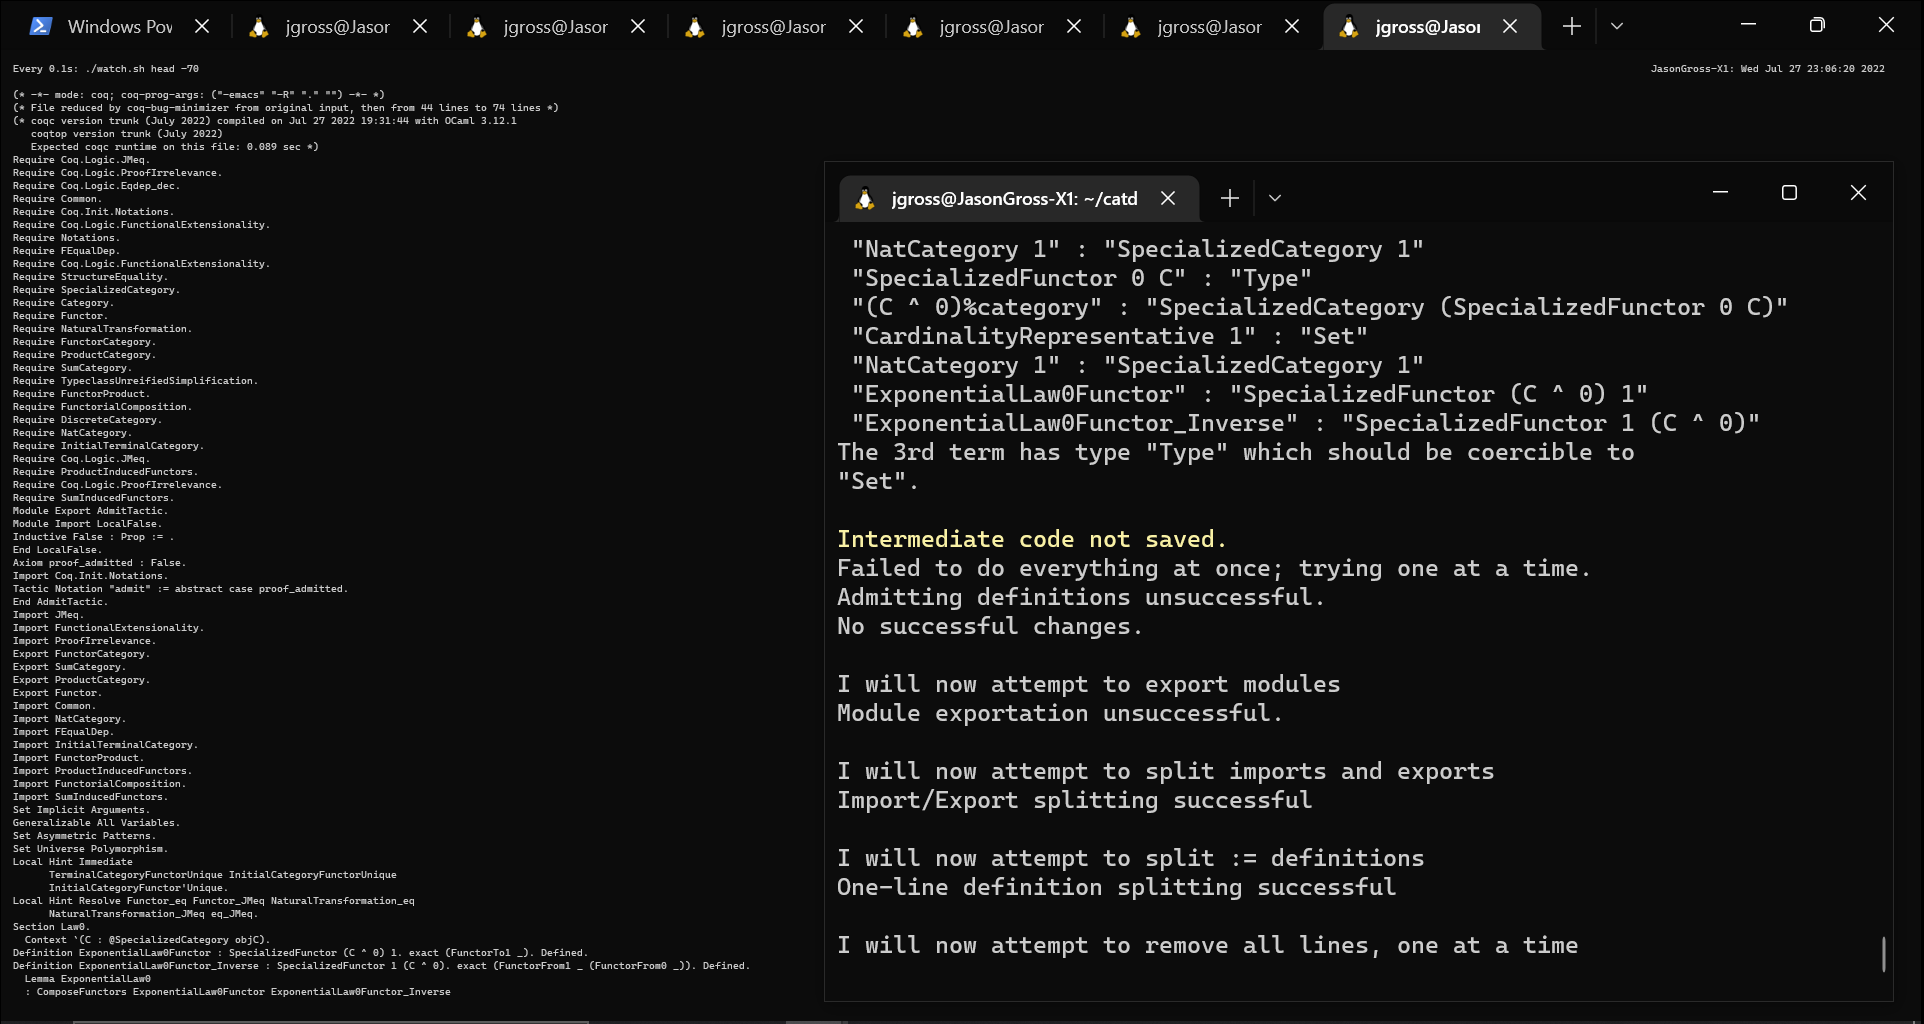 Windows Pow
jgross@Jason
jgross@Jason
jgross@Jason
jgross@Jason
jgross@Jason
jgross@Jason
Every 0.1s: ./watch.sh head -70
JasonGross-X1: Wed Jul 27 23:06:20 2022
(* -*- mode: coq; coq-prog-args: ("-emacs" "-R" "." "") -*- *)
(* File reduced by coq-bug-minimizer from original input, then from 44 lines to 74 lines *)
(* coqc version trunk (July 2022) compiled on Jul 27 2022 19:31:44 with OCaml 3.12.1
coqtop version trunk (July 2022)
Expected coqc runtime on this file: 0.089 sec *)
Require Coq.Logic.JMeq.
Require Coq.Logic.ProofIrrelevance.
Require Coq.Logic.Eqdep_dec.
Require Common.
Require Coq.Init.Notations.
Require Coq.Logic.FunctionalExtensionality.
Require Notations.
Require FEqualDep.
Require Coq.Logic.FunctionalExtensionality.
Require StructureEquality.
Require SpecializedCategory.
Require Category.
Require Functor.
Require NaturalTransformation.
Require FunctorCategory.
Require ProductCategory.
Require SumCategory.
Require TypeclassUnreifiedSimplification.
Require FunctorProduct.
Require FunctorialComposition.
Require DiscreteCategory.
Require NatCategory.
Require InitialTerminalCategory.
Require Coq.Logic.JMeq.
Require ProductInducedFunctors.
Require Coq.Logic.ProofIrrelevance.
Require SumInducedFunctors.
Module Export AdmitTactic.
Module Import LocalFalse.
Inductive False : Prop := .
End LocalFalse.
Axiom proof_admitted : False.
Import Coq.Init.Notations.
Tactic Notation "admit" := abstract case proof_admitted.
End AdmitTactic.
Import JMeq.
Import FunctionalExtensionality.
Import ProofIrrelevance.
Export FunctorCategory.
Export SumCategory.
Export ProductCategory.
Export Functor.
Import Common.
Import NatCategory.
Import FEqualDep.
Import InitialTerminalCategory.
Import FunctorProduct.
Import ProductInducedFunctors.
Import FunctorialComposition.
Import SumInducedFunctors.
Set Implicit Arguments.
Generalizable All Variables.
Set Asymmetric Patterns.
Set Universe Polymorphism.
Local Hint Immediate
TerminalCategoryFunctorUnique InitialCategoryFunctorUnique
InitialCategoryFunctor'Unique.
Local Hint Resolve Functor_eq Functor_JMeq NaturalTransformation_eq
NaturalTransformation_JMeq eq_JMeq.
Section Law0.
Context `(C : @SpecializedCategory objC).
Definition ExponentialLaw0Functor : SpecializedFunctor (C ^ 0) 1. exact (FunctorTo1 _). Defined.
Definition ExponentialLaw0Functor_Inverse : SpecializedFunctor 1 (C ^ 0). exact (FunctorFrom1 _ (FunctorFrom0 _)). Defined.
Lemma ExponentialLaw0
: ComposeFunctors ExponentialLaw0Functor ExponentialLaw0Functor_Inverse
jgross@JasonGross-X1: ~/catd
"NatCategory 1" : "SpecializedCategory 1"
"SpecializedFunctor 0 C" : "Type"
"(C ^ 0)%category" : "SpecializedCategory (SpecializedFunctor 0 C)"
"CardinalityRepresentative 1" : "Set"
"NatCategory 1" : "SpecializedCategory 1"
"ExponentialLaw0Functor" : "SpecializedFunctor (C ^ 0) 1"
"ExponentialLaw0Functor_Inverse" : "SpecializedFunctor 1 (C ^ 0)"
The 3rd term has type "Type" which should be coercible to
"Set".
Intermediate code not saved.
Failed to do everything at once; trying one at a time.
Admitting definitions unsuccessful.
No successful changes.
I will now attempt to export modules
Module exportation unsuccessful.
I will now attempt to split imports and exports
Import/Export splitting successful
I will now attempt to split := definitions
One-line definition splitting successful
I will now attempt to remove all lines, one at a time